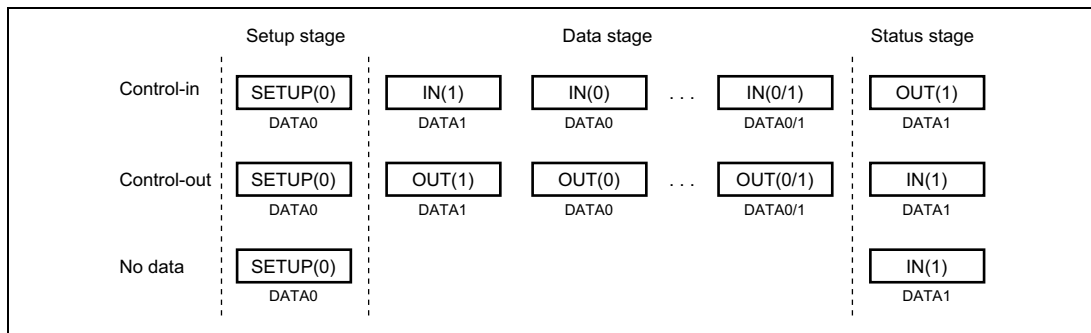 Setup stage Data stage Status stage
Control-in SETUP(0) IN(1) IN(0) . . . IN(0/1) OUT(1)
DATA0 DATA1 DATA0 DATA0/1 DATA1
Control-out SETUP(0) OUT(1) OUT(0) . . . OUT(0/1) IN(1)
DATA0 DATA1 DATA0 DATA0/1 DATA1
No data SETUP(0) IN(1)
DATA0 DATA1